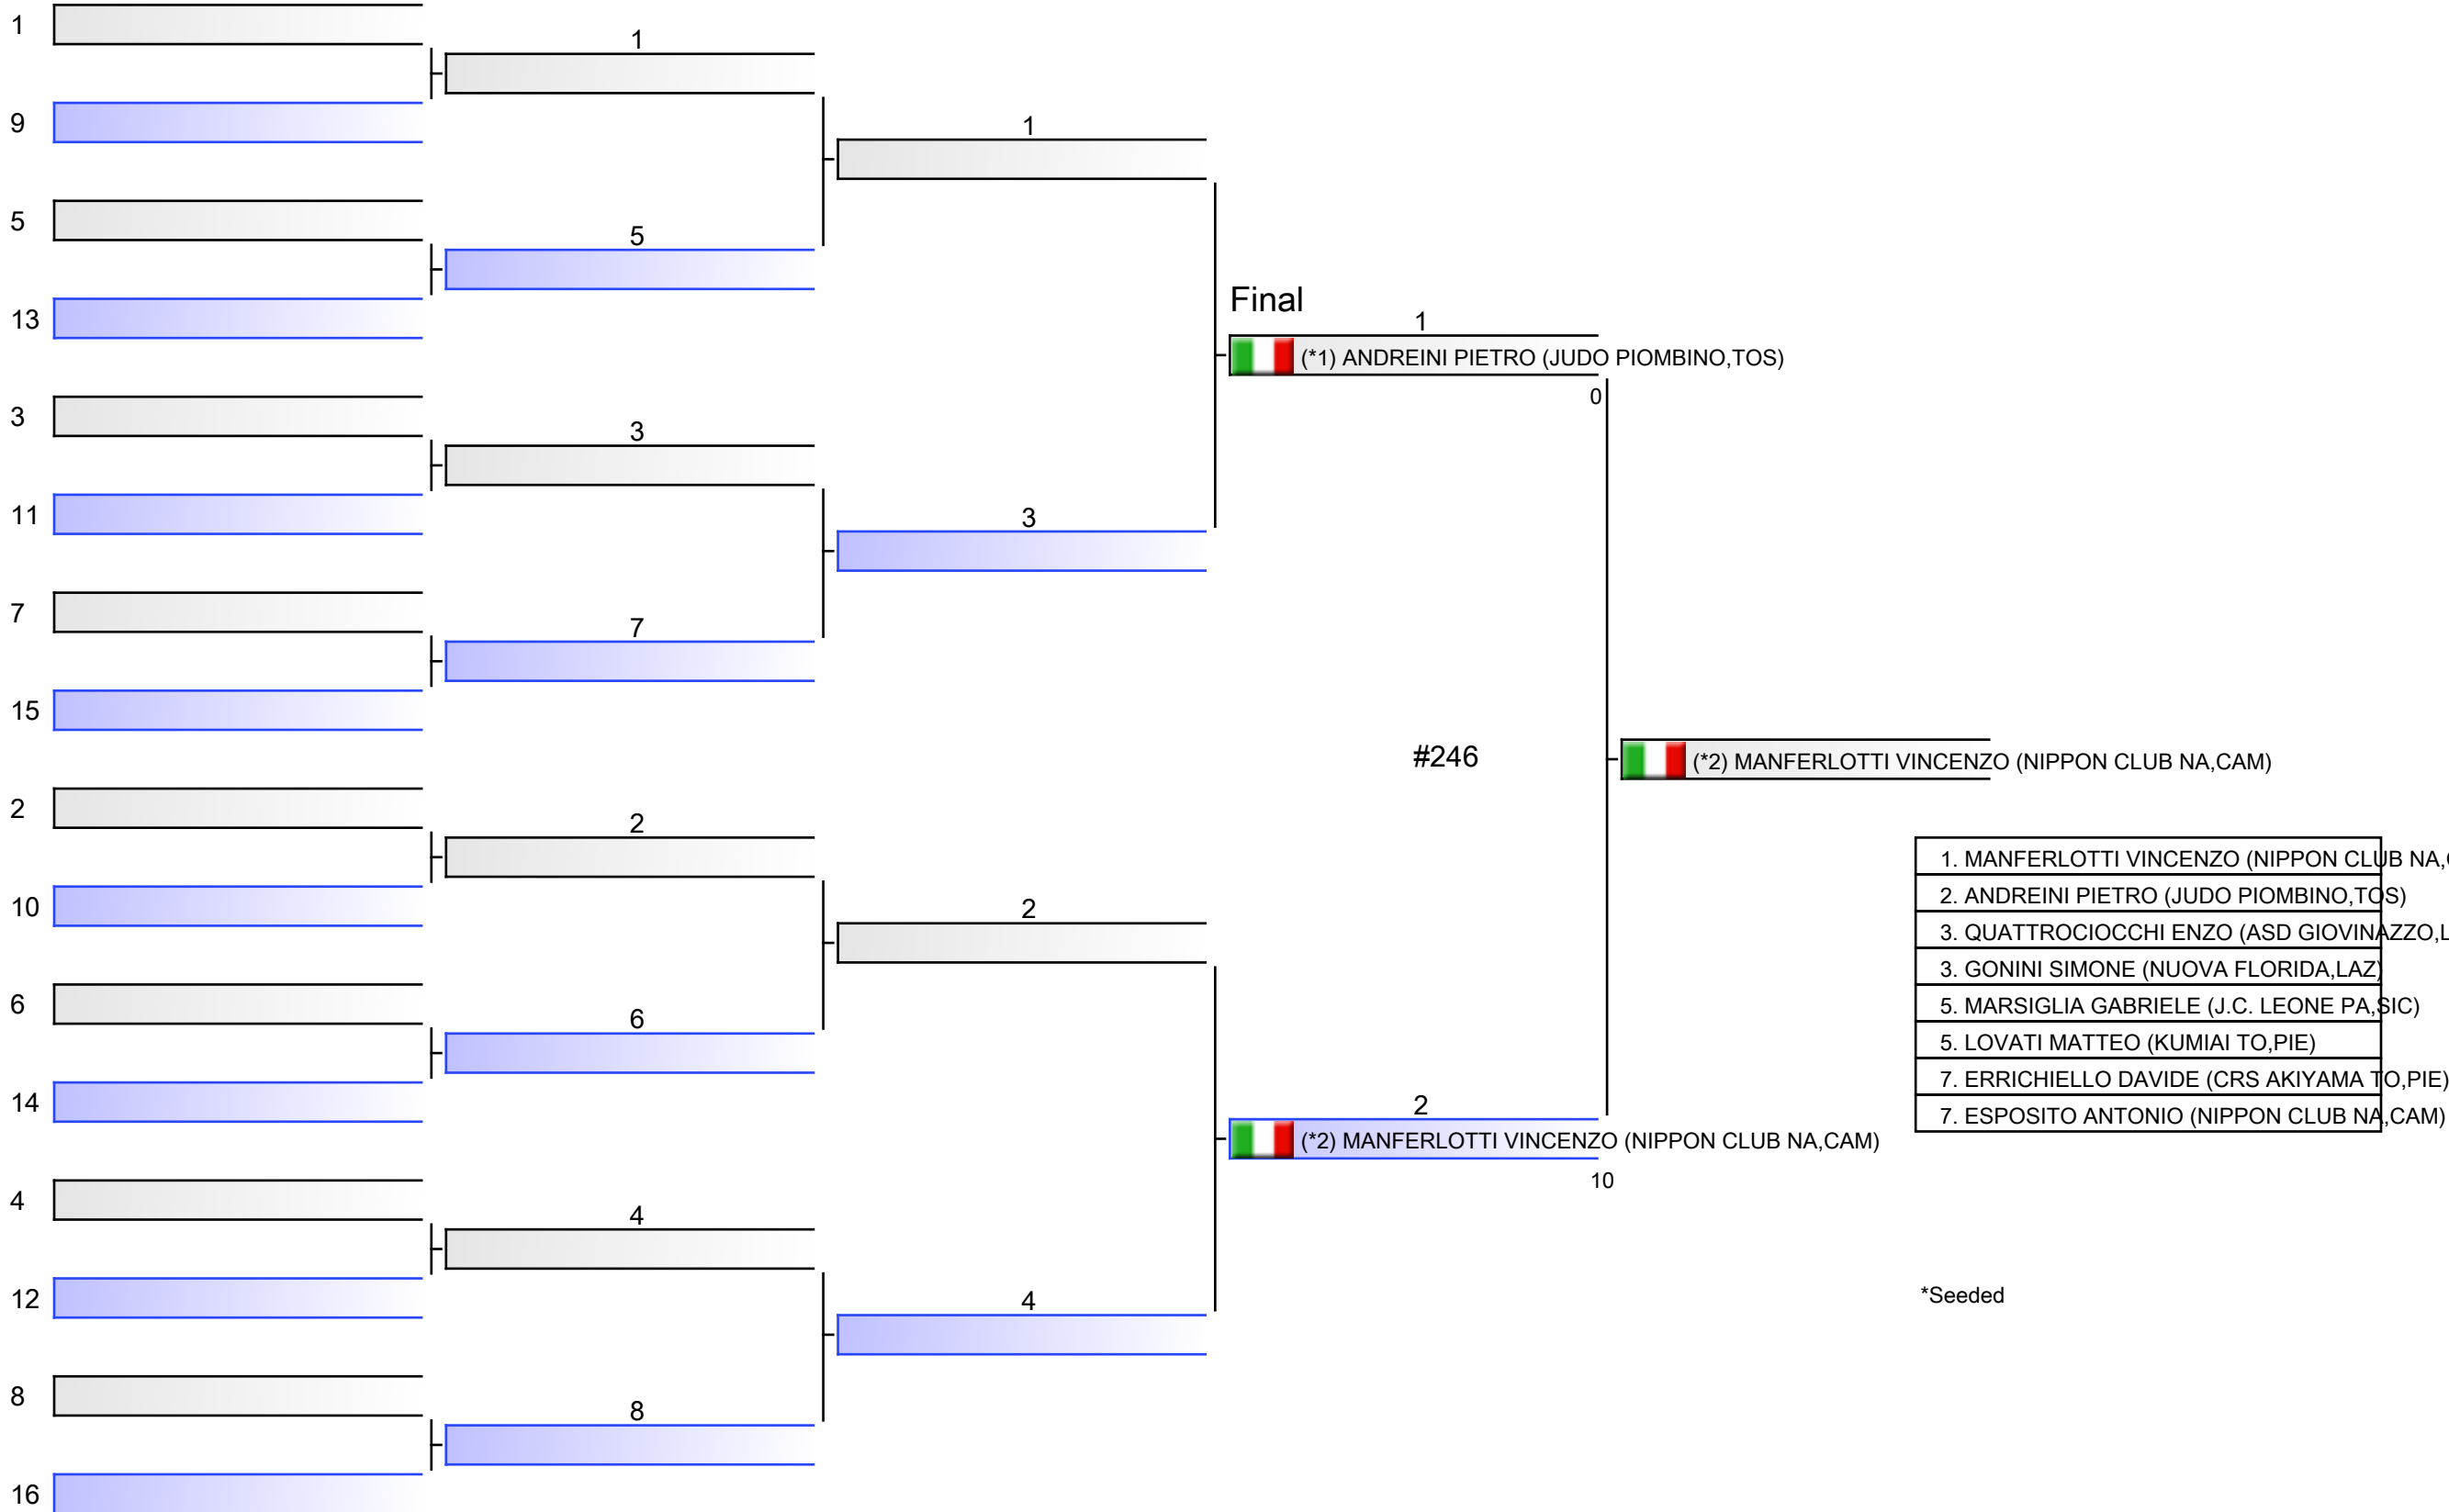 1
1
9
1
5
5
13
Final
1
(*1) ANDREINI PIETRO (JUDO PIOMBINO,TOS)
0
3
3
11
3
7
7
15
#246
(*2) MANFERLOTTI VINCENZO (NIPPON CLUB NA,CAM)
2
2
10
2
6
6
14
2
(*2) MANFERLOTTI VINCENZO (NIPPON CLUB NA,CAM)
10
4
4
12
4
8
8
16
1. MANFERLOTTI VINCENZO (NIPPON CLUB NA,
2. ANDREINI PIETRO (JUDO PIOMBINO,TOS)
3. QUATTROCIOCCHI ENZO (ASD GIOVINAZZO,L
3. GONINI SIMONE (NUOVA FLORIDA,LAZ)
5. MARSIGLIA GABRIELE (J.C. LEONE PA,SIC)
5. LOVATI MATTEO (KUMIAI TO,PIE)
7. ERRICHIELLO DAVIDE (CRS AKIYAMA TO,PIE)
7. ESPOSITO ANTONIO (NIPPON CLUB NA,CAM)
*Seeded